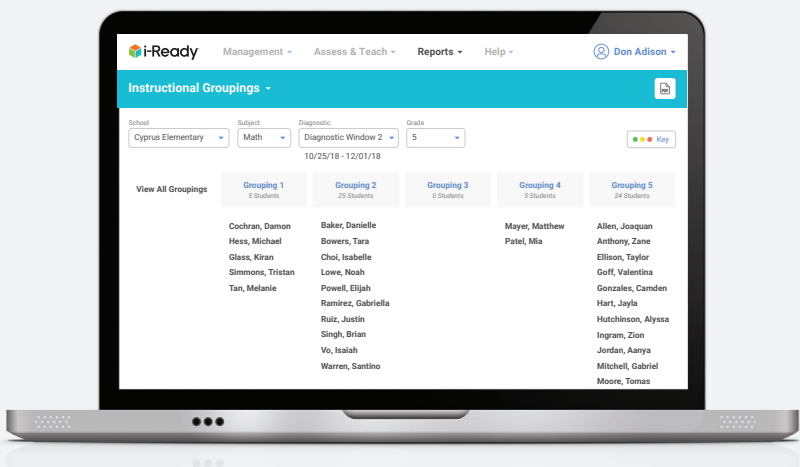 i-Ready
Management
Assess & Teach
Reports
Help
Don Adison
Instructional Groupings
PDF
School
Subject
Diagnostic
Grade
Cyprus Elementary
Math
Diagnostic Window 2
5
Key
10/25/18 - 12/01/18
View All Groupings
Grouping 1
5 Students
Grouping 2
25 Students
Grouping 3
0 Students
Grouping 4
5 Students
Grouping 5
24 Students
Cochran, Damon
Hess, Michael
Glass, Kiran
Simmons, Tristan
Tan, Melanie
Baker, Danielle
Bowers, Tara
Choi, Isabelle
Lowe, Noah
Powell, Elijah
Ramirez, Gabriella
Ruiz, Justin
Singh, Brian
Vo, Isaiah
Warren, Santino
Mayer, Matthew
Patel, Mia
Allen, Joaquan
Anthony, Zane
Ellison, Taylor
Goff, Valentina
Gonzales, Camden
Hart, Jayla
Hutchinson, Alyssa
Ingram, Zion
Jordan, Aanya
Mitchell, Gabriel
Moore, Tomas